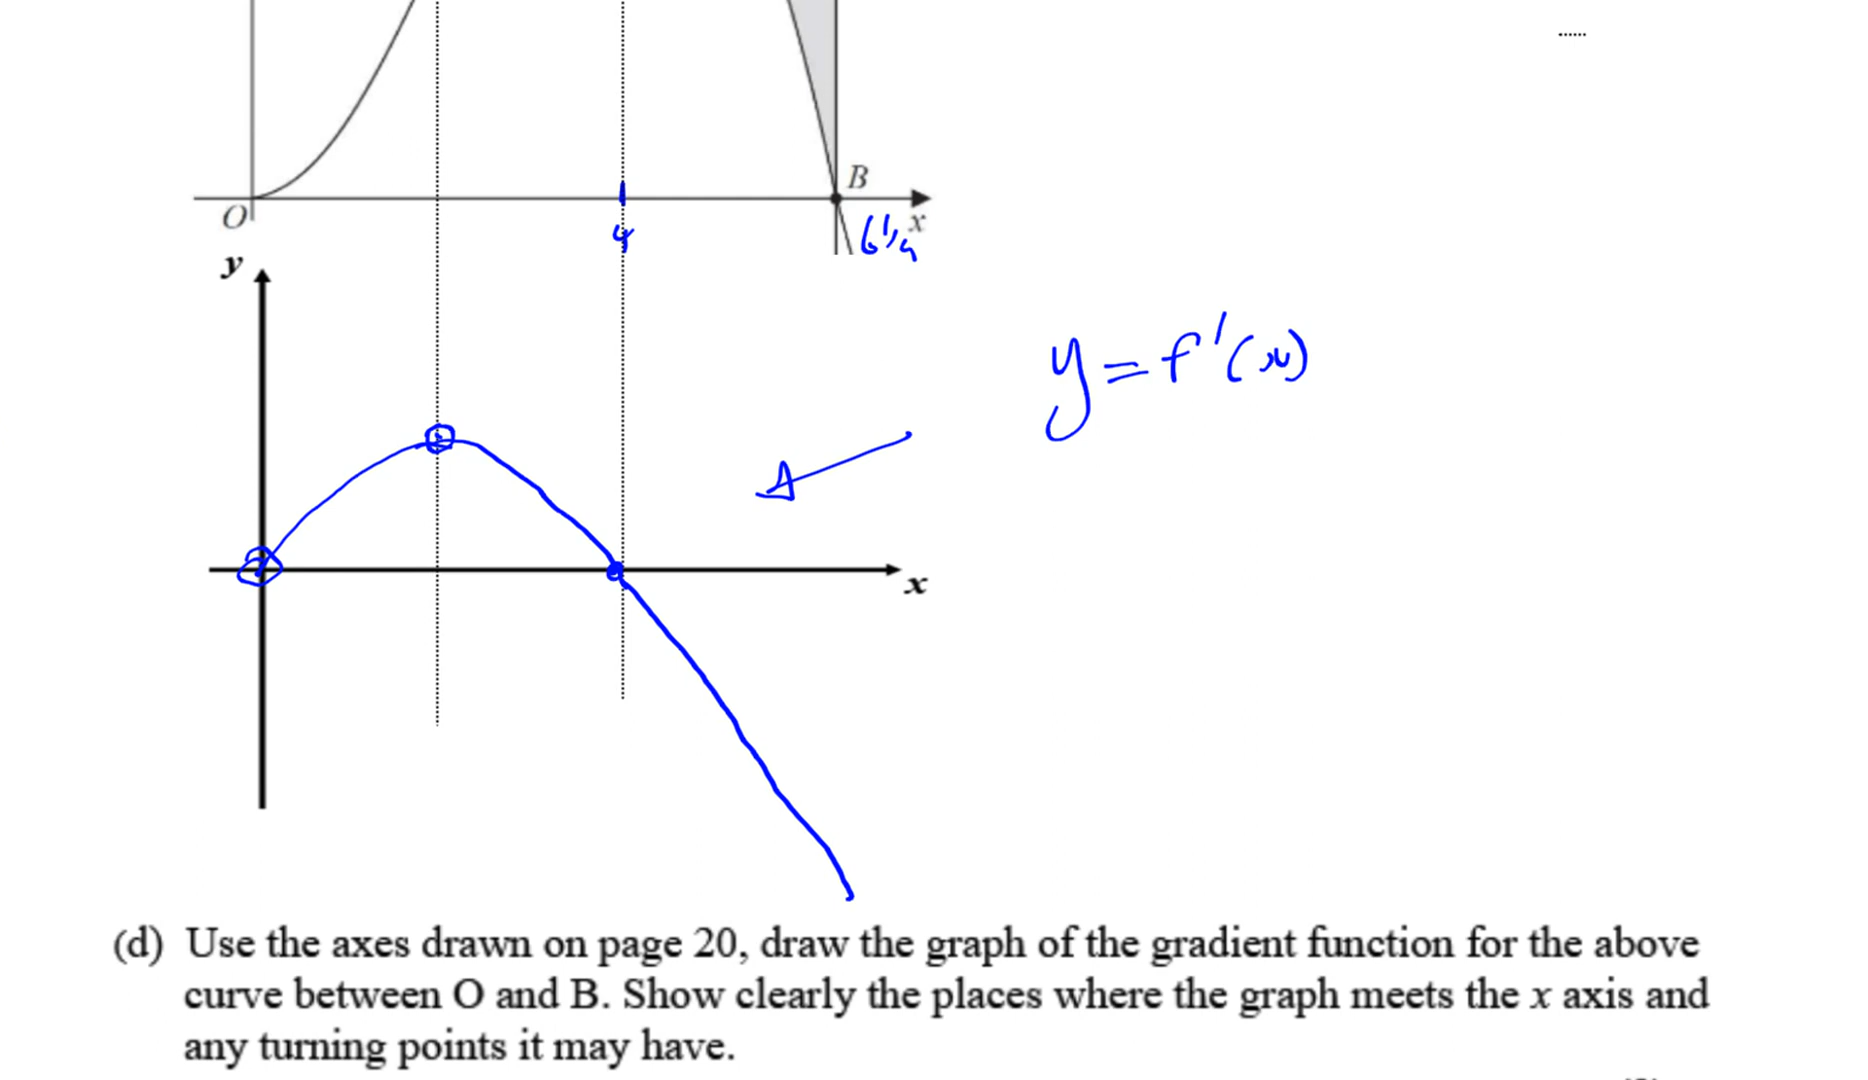 ......
B
O
x
4
6 1/4
y
y = f'(x)
x
(d) Use the axes drawn on page 20, draw the graph of the gradient function for the above
curve between O and B. Show clearly the places where the graph meets the x axis and
any turning points it may have.